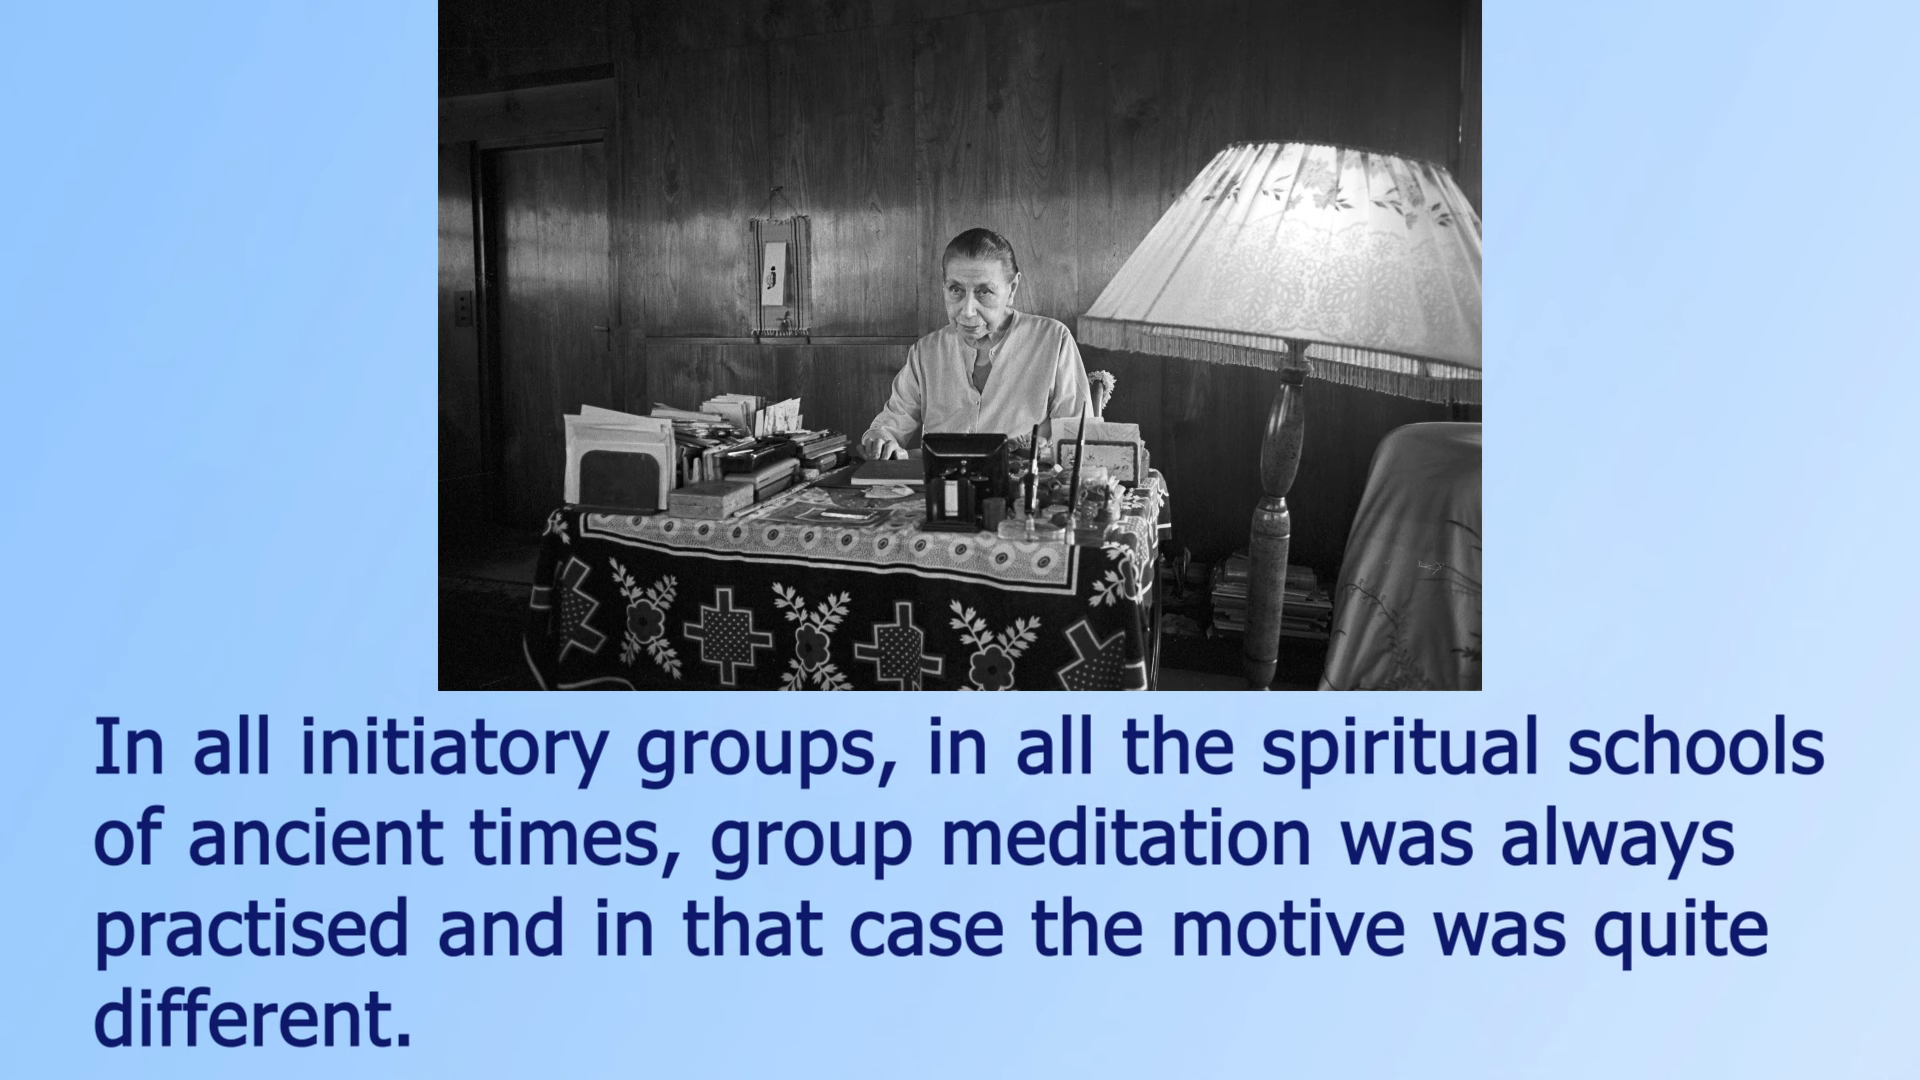 In all initiatory groups, in all the spiritual schools
of ancient times, group meditation was always
practised and in that case the motive was quite
different.